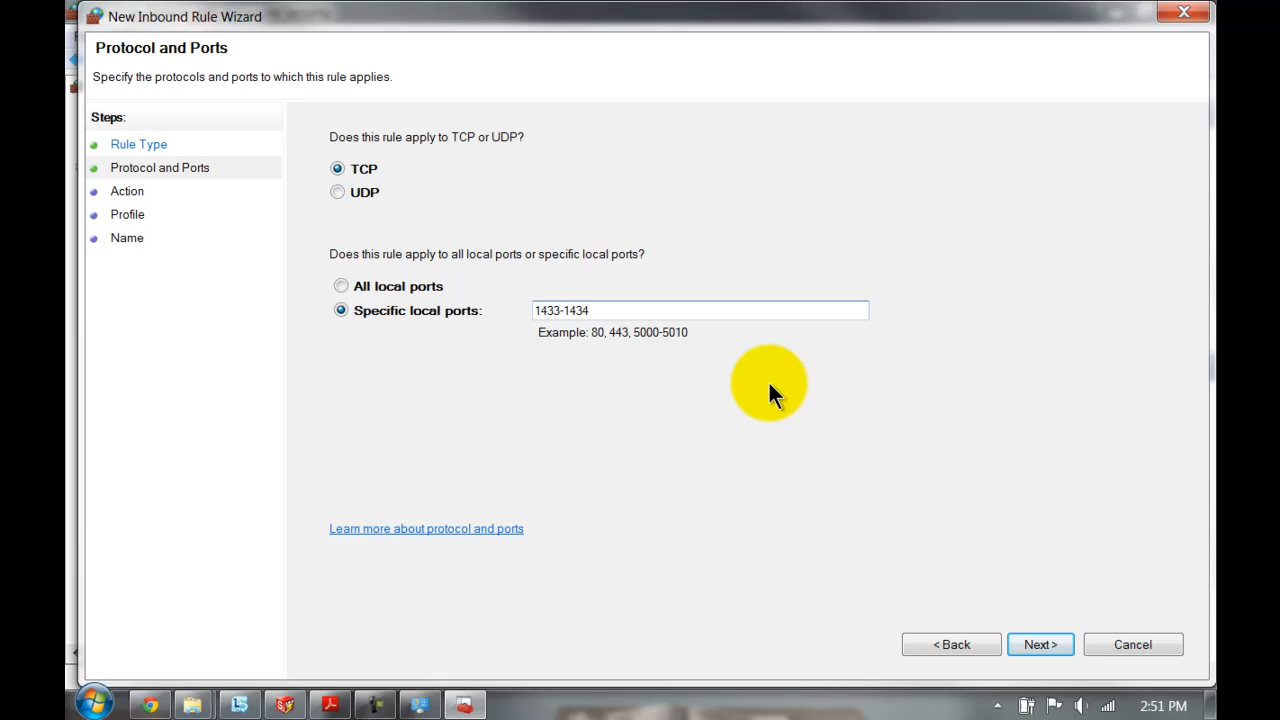 New Inbound Rule Wizard
Protocol and Ports
Specify the protocols and ports to which this rule applies.
Steps:
Rule Type
Protocol and Ports
Action
Profile
Name
Does this rule apply to TCP or UDP?
TCP
UDP
Does this rule apply to all local ports or specific local ports?
All local ports
Specific local ports:
1433-1434
Example: 80, 443, 5000-5010
Learn more about protocol and ports
< Back
Next >
Cancel
2:51 PM